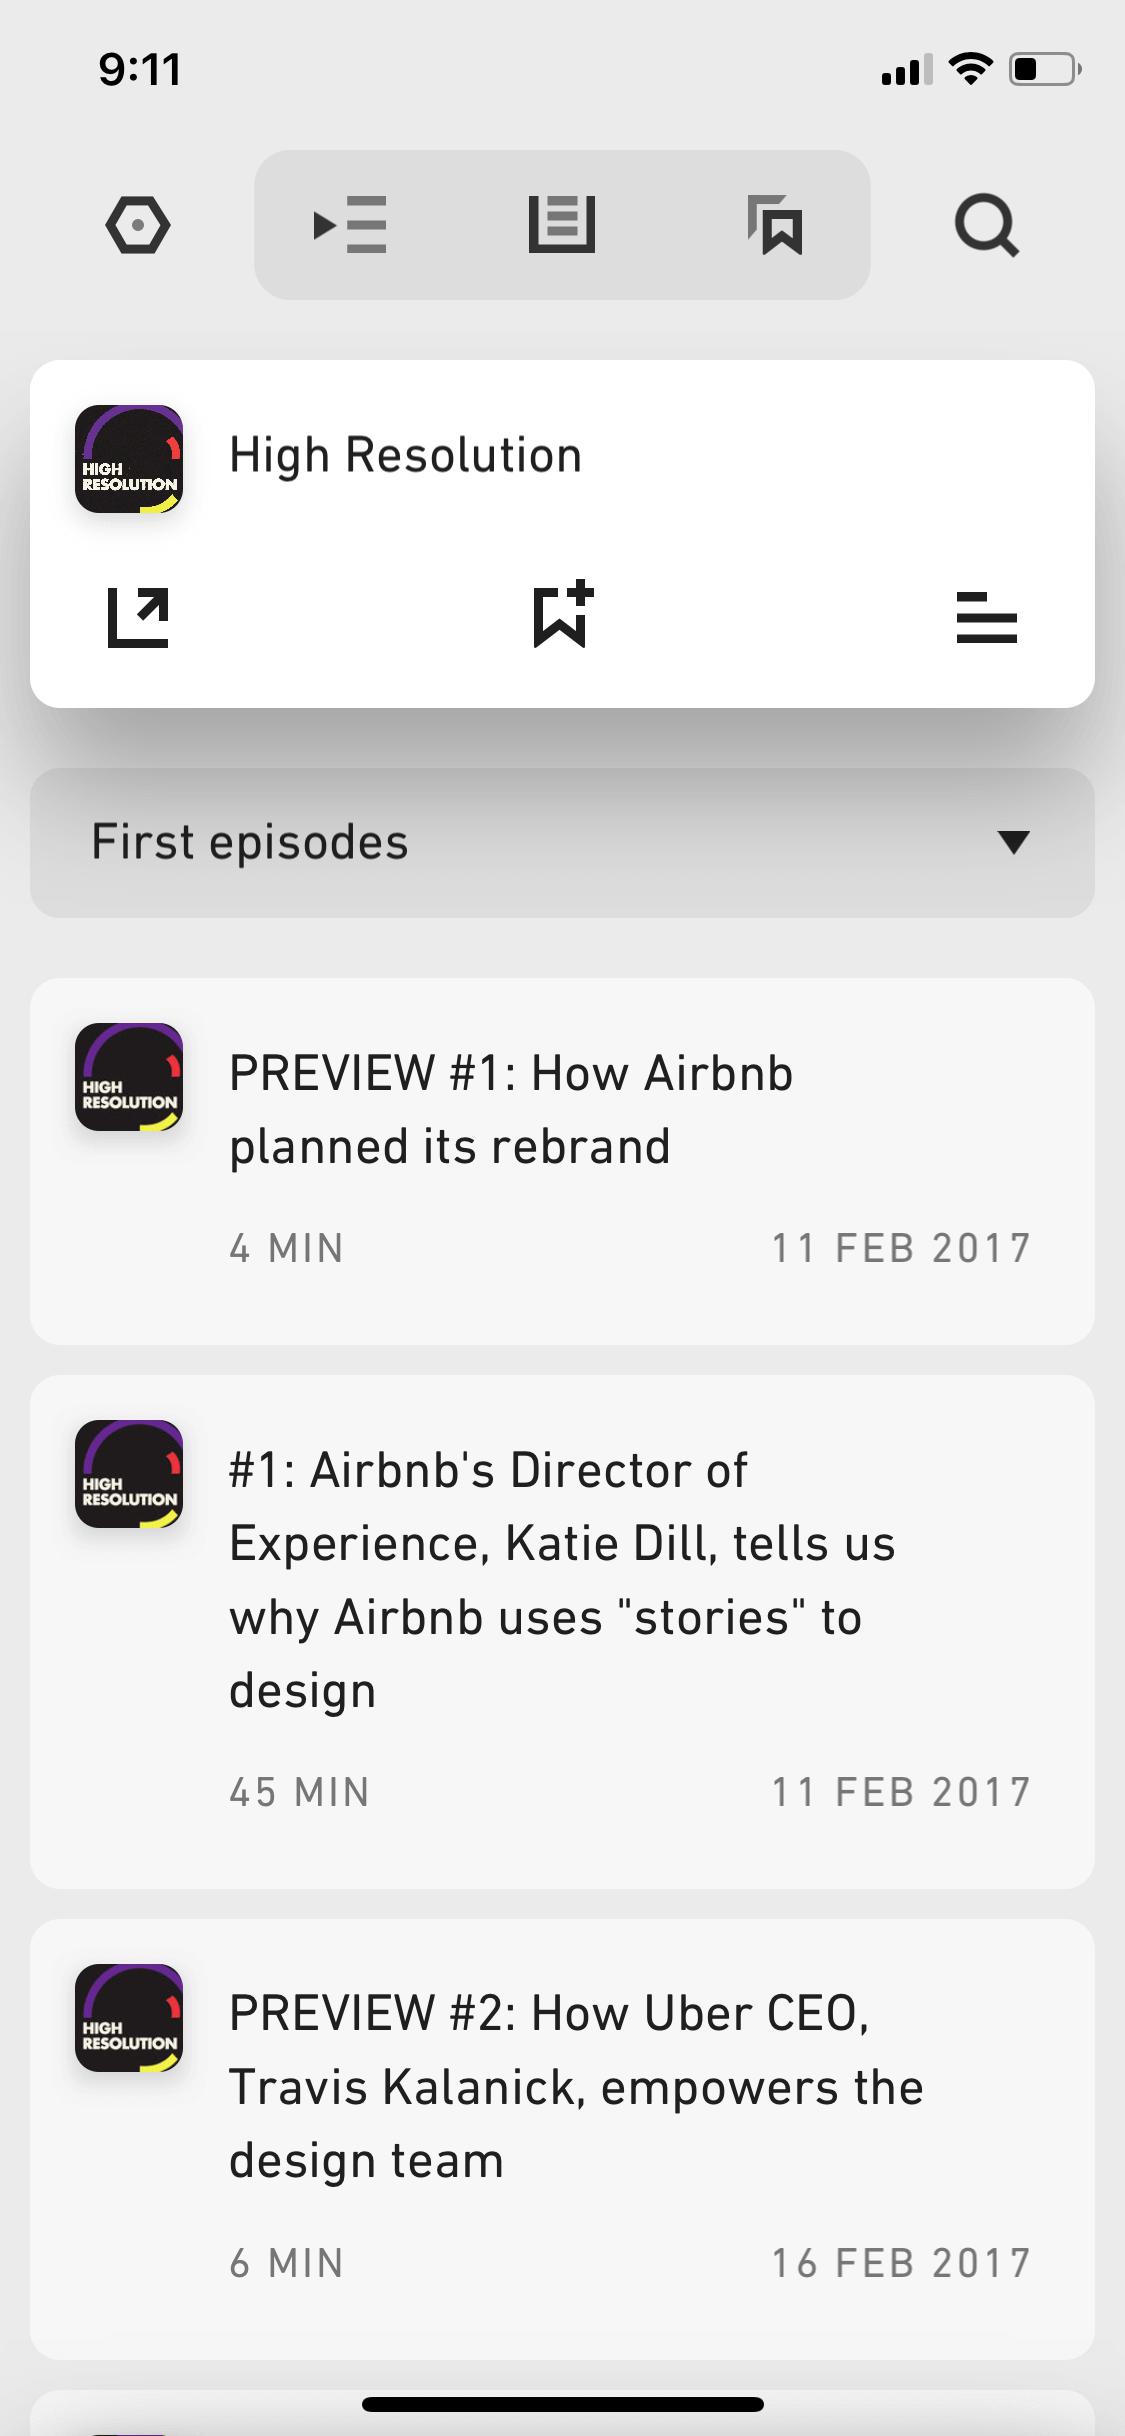 9:11
HIGH
RESOLUTION
High Resolution
First episodes
HIGH
RESOLUTION
PREVIEW #1: How Airbnb
planned its rebrand
4 MIN
11 FEB 2017
HIGH
RESOLUTION
#1: Airbnb's Director of
Experience, Katie Dill, tells us
why Airbnb uses "stories" to
design
45 MIN
11 FEB 2017
HIGH
RESOLUTION
PREVIEW #2: How Uber CEO,
Travis Kalanick, empowers the
design team
6 MIN
16 FEB 2017